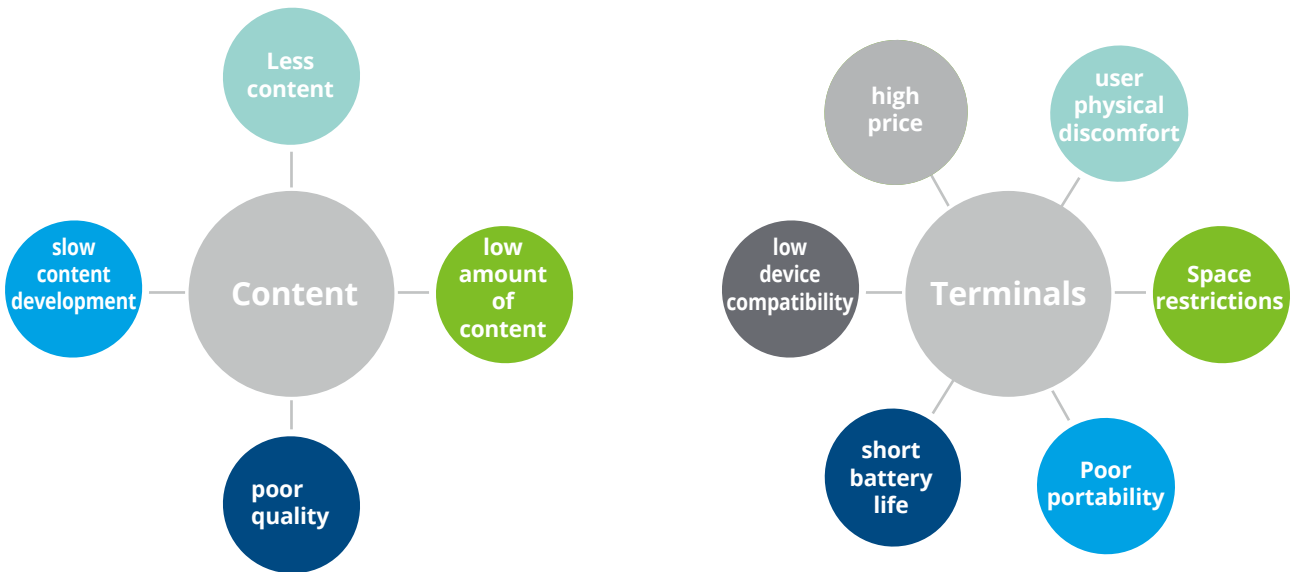 Less
content
slow
content
development
Content
low
amount
of
content
poor
quality
high
price
user
physical
discomfort
low
device
compatibility
Terminals
Space
restrictions
short
battery
life
Poor
portability